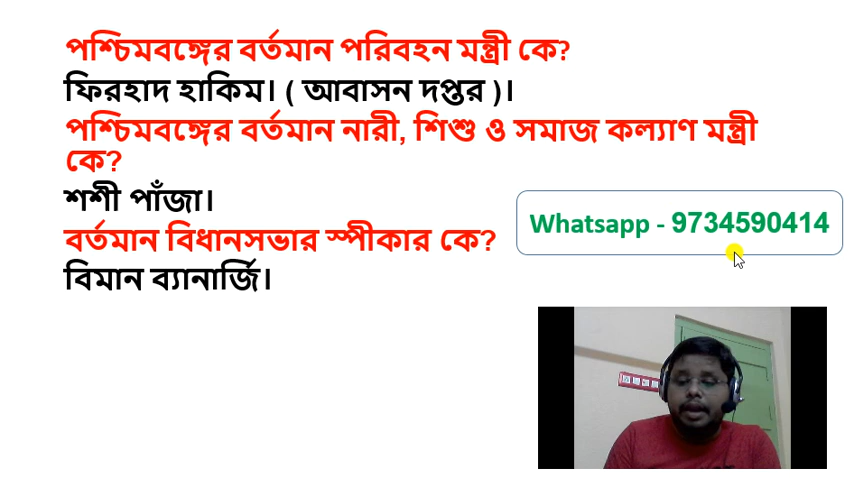 পশ্চিমবঙ্গের বর্তমান পরিবহন মন্ত্রী কে?
ফিরহাদ হাকিম। ( আবাসন দপ্তর )।
পশ্চিমবঙ্গের বর্তমান নারী, শিশু ও সমাজ কল্যাণ মন্ত্রী
কে?
শশী পাঁজা।
বর্তমান বিধানসভার স্পীকার কে?
বিমান ব্যানার্জি।
Whatsapp - 9734590414